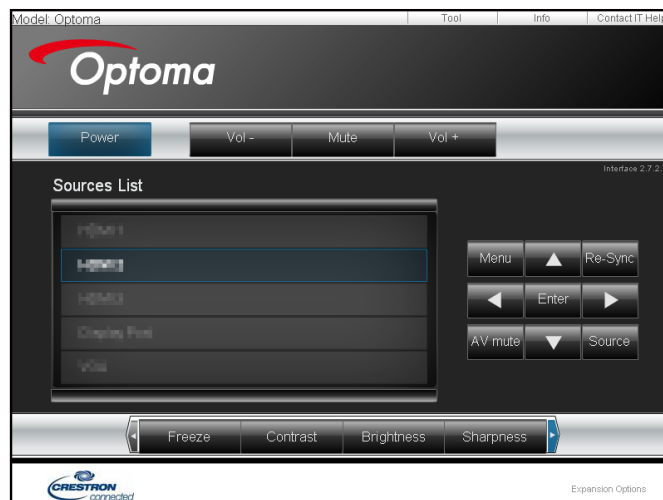 Model: Optoma Tool Info Contact IT Help
Optoma
Power Vol - Mute Vol +
Interface 2.7.2.
Sources List
Menu Re-Sync
Enter
AV mute Source
Freeze Contrast Brightness Sharpness
CRESTRON
connected
Expansion Options